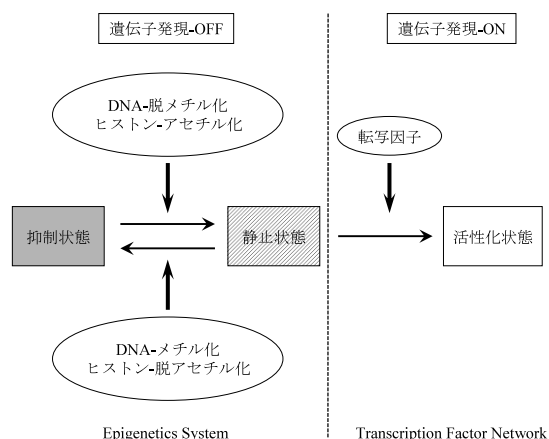 遺伝子発現-OFF
遺伝子発現-ON
DNA-脱メチル化
ヒストン-アセチル化
転写因子
抑制状態
静止状態
活性化状態
DNA-メチル化
ヒストン-脱アセチル化
Epigenetics System
Transcription Factor Network